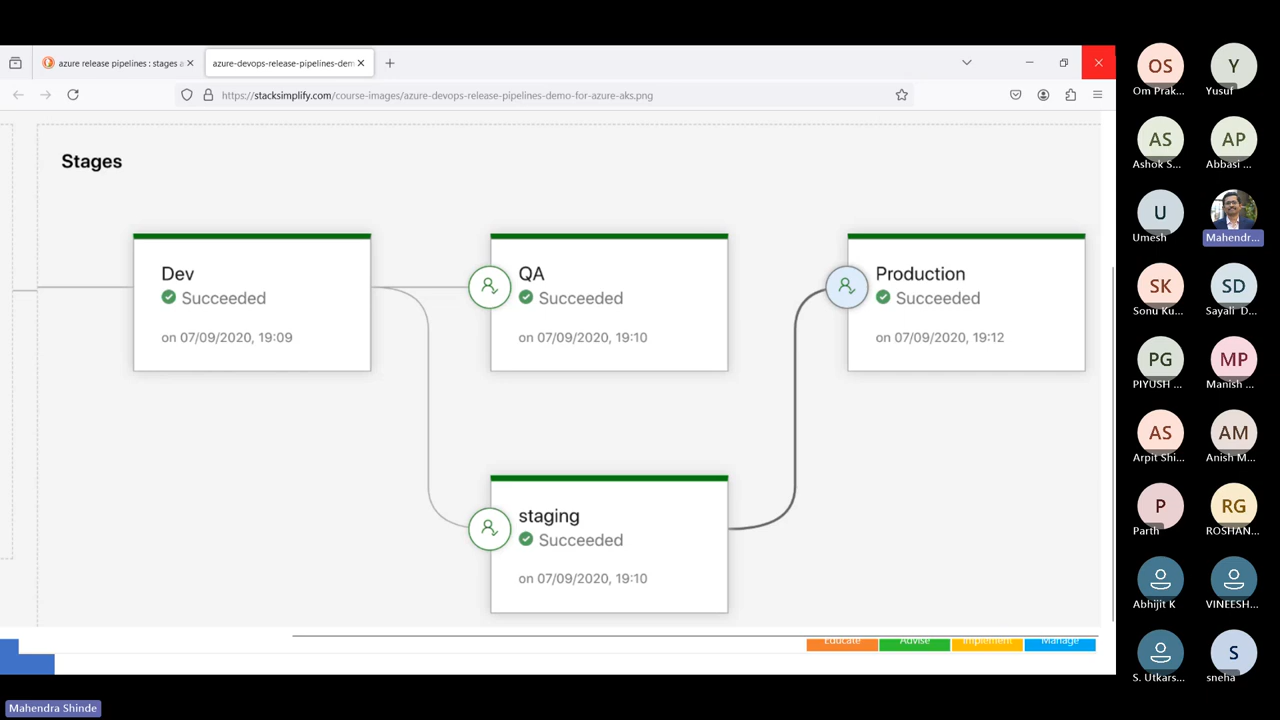 azure release pipelines : stages a
azure-devops-release-pipelines-dem
https://stacksimplify.com/course-images/azure-devops-release-pipelines-demo-for-azure-aks.png
Stages
Dev
Succeeded
on 07/09/2020, 19:09
QA
Succeeded
on 07/09/2020, 19:10
Production
Succeeded
on 07/09/2020, 19:12
staging
Succeeded
on 07/09/2020, 19:10
Educate
Advise
Implement
Manage
OS
Om Prak...
Y
Yusuf
AS
Ashok S...
AP
Abbasi ...
U
Umesh
Mahendr...
SK
Sonu Ku...
SD
Sayali D...
PG
PIYUSH ...
MP
Manish ...
AS
Arpit Shi...
AM
Anish M...
P
Parth
RG
ROSHAN...
Abhijit K
VINEESH...
S. Utkars...
S
sneha
Mahendra Shinde